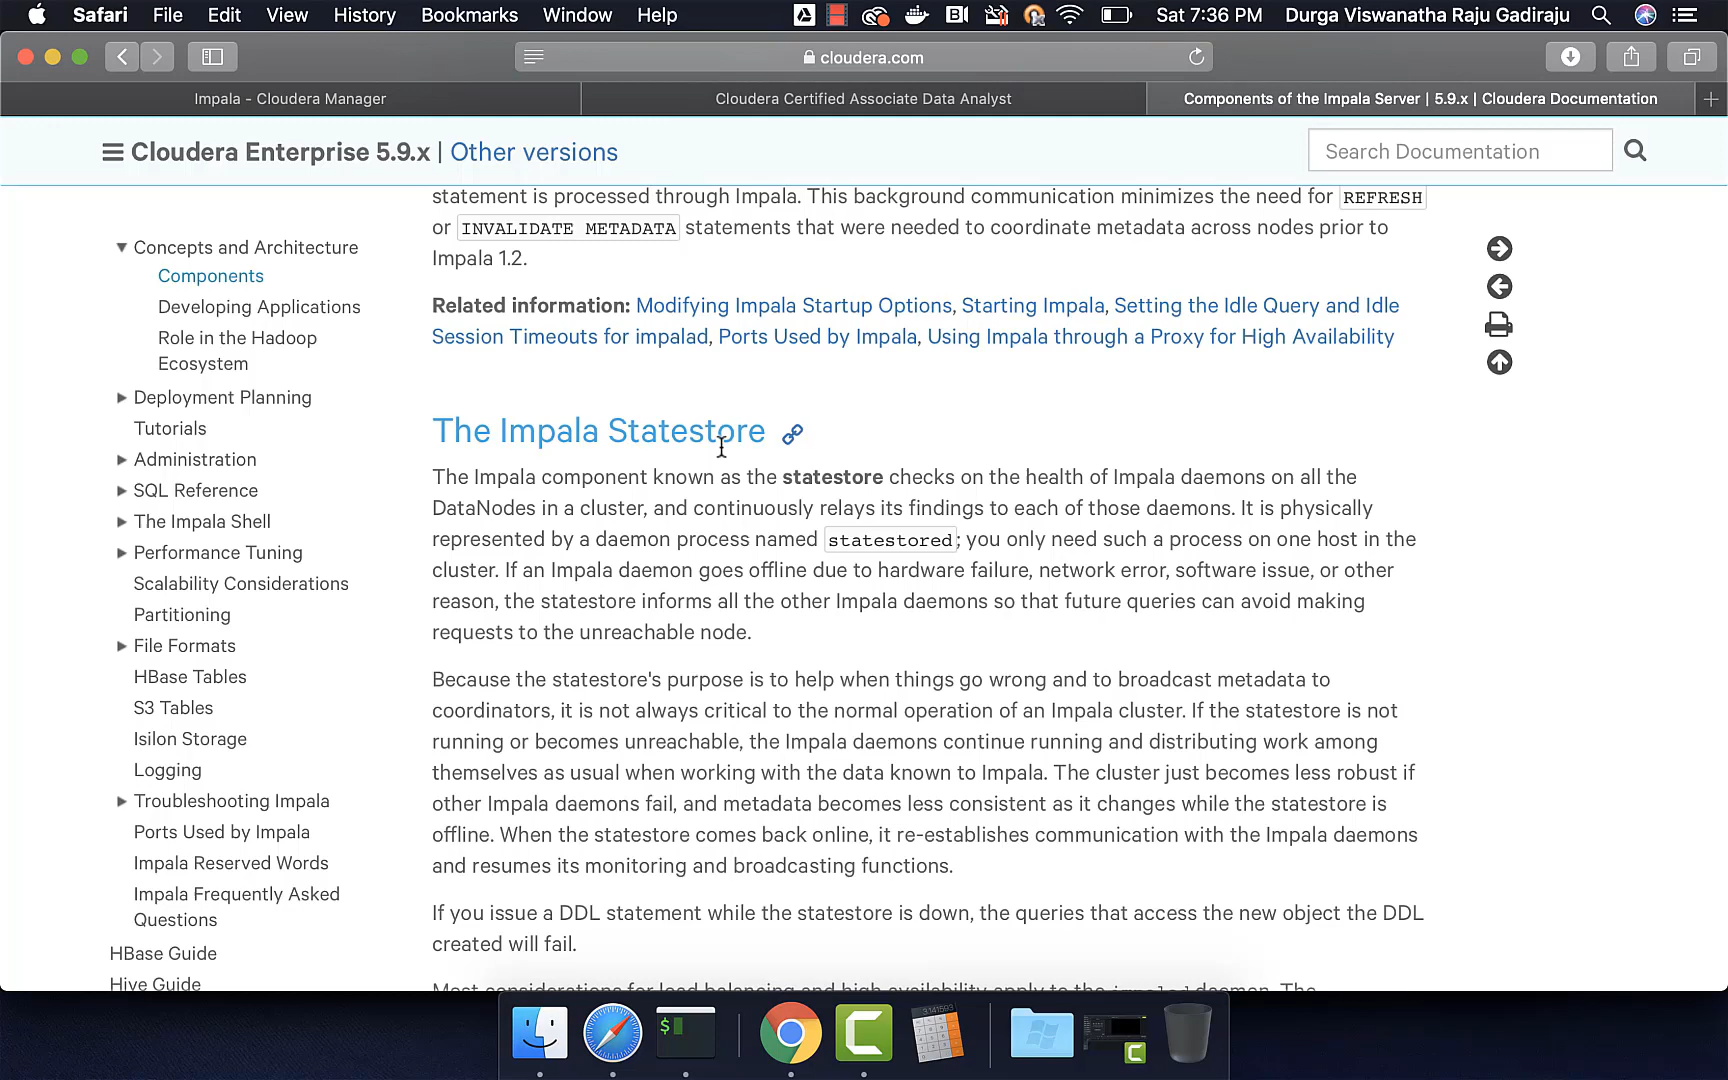 Safari File Edit View History Bookmarks Window Help Sat 7:36 PM Durga Viswanatha Raju Gadiraju
cloudera.com
Impala - Cloudera Manager
Cloudera Certified Associate Data Analyst
Components of the Impala Server | 5.9.x | Cloudera Documentation
Cloudera Enterprise 5.9.x | Other versions
Search Documentation
Concepts and Architecture
Components
Developing Applications
Role in the Hadoop
Ecosystem
Deployment Planning
Tutorials
Administration
SQL Reference
The Impala Shell
Performance Tuning
Scalability Considerations
Partitioning
File Formats
HBase Tables
S3 Tables
Isilon Storage
Logging
Troubleshooting Impala
Ports Used by Impala
Impala Reserved Words
Impala Frequently Asked
Questions
HBase Guide
Hive Guide
statement is processed through Impala. This background communication minimizes the need for REFRESH
or INVALIDATE METADATA statements that were needed to coordinate metadata across nodes prior to
Impala 1.2.
Related information: Modifying Impala Startup Options, Starting Impala, Setting the Idle Query and Idle
Session Timeouts for impalad, Ports Used by Impala, Using Impala through a Proxy for High Availability
The Impala Statestore
The Impala component known as the statestore checks on the health of Impala daemons on all the
DataNodes in a cluster, and continuously relays its findings to each of those daemons. It is physically
represented by a daemon process named statestored; you only need such a process on one host in the
cluster. If an Impala daemon goes offline due to hardware failure, network error, software issue, or other
reason, the statestore informs all the other Impala daemons so that future queries can avoid making
requests to the unreachable node.
Because the statestore's purpose is to help when things go wrong and to broadcast metadata to
coordinators, it is not always critical to the normal operation of an Impala cluster. If the statestore is not
running or becomes unreachable, the Impala daemons continue running and distributing work among
themselves as usual when working with the data known to Impala. The cluster just becomes less robust if
other Impala daemons fail, and metadata becomes less consistent as it changes while the statestore is
offline. When the statestore comes back online, it re-establishes communication with the Impala daemons
and resumes its monitoring and broadcasting functions.
If you issue a DDL statement while the statestore is down, the queries that access the new object the DDL
created will fail.
Most considerations for load balancing and high availability apply to the impalad daemon. The